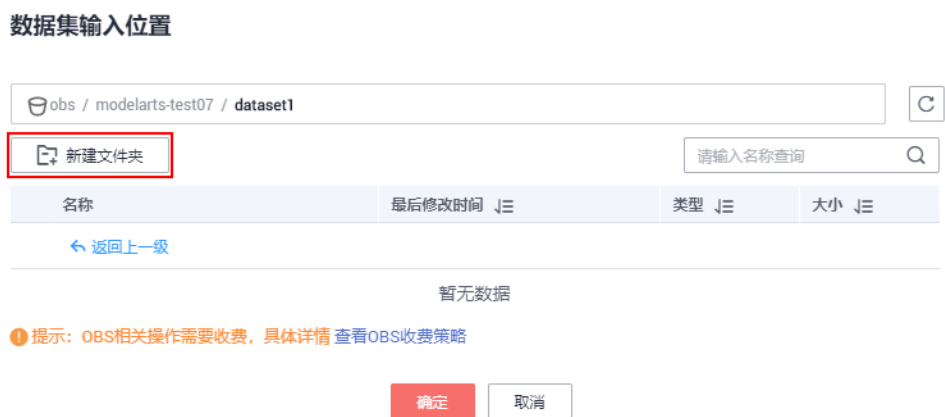 数据集输入位置
obs / modelarts-test07 / dataset1
新建文件夹 请输入名称查询
名称 最后修改时间 类型 大小
返回上一级
暂无数据
提示：OBS相关操作需要收费，具体详情 查看OBS收费策略
确定 取消